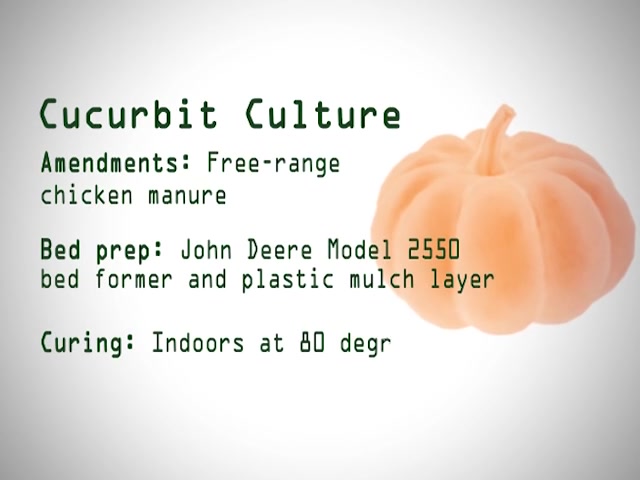 Cucurbit Culture
Amendments: Free-range
chicken manure
Bed prep: John Deere Model 2550
bed former and plastic mulch layer
Curing: Indoors at 80 degr